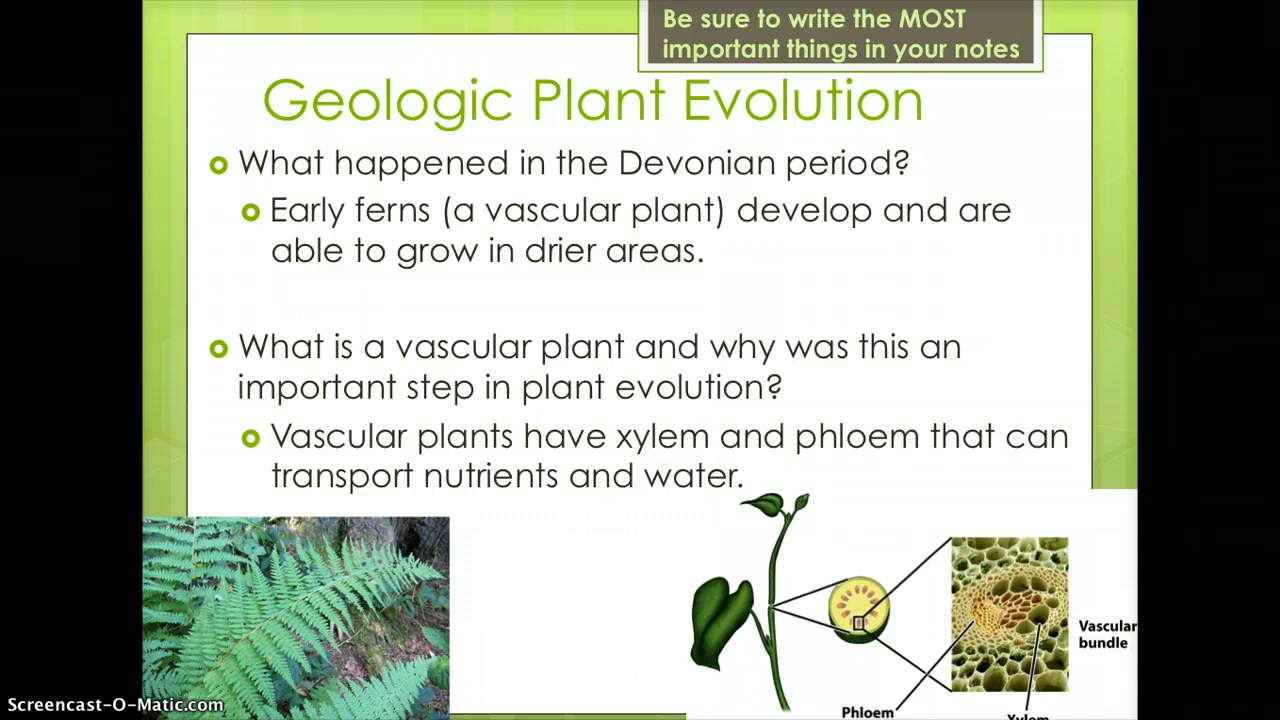 Be sure to write the MOST
important things in your notes
Geologic Plant Evolution
What happened in the Devonian period?
Early ferns (a vascular plant) develop and are
able to grow in drier areas.
What is a vascular plant and why was this an
important step in plant evolution?
Vascular plants have xylem and phloem that can
transport nutrients and water.
Vascular
bundle
Phloem
Xylem
Screencast-O-Matic.com